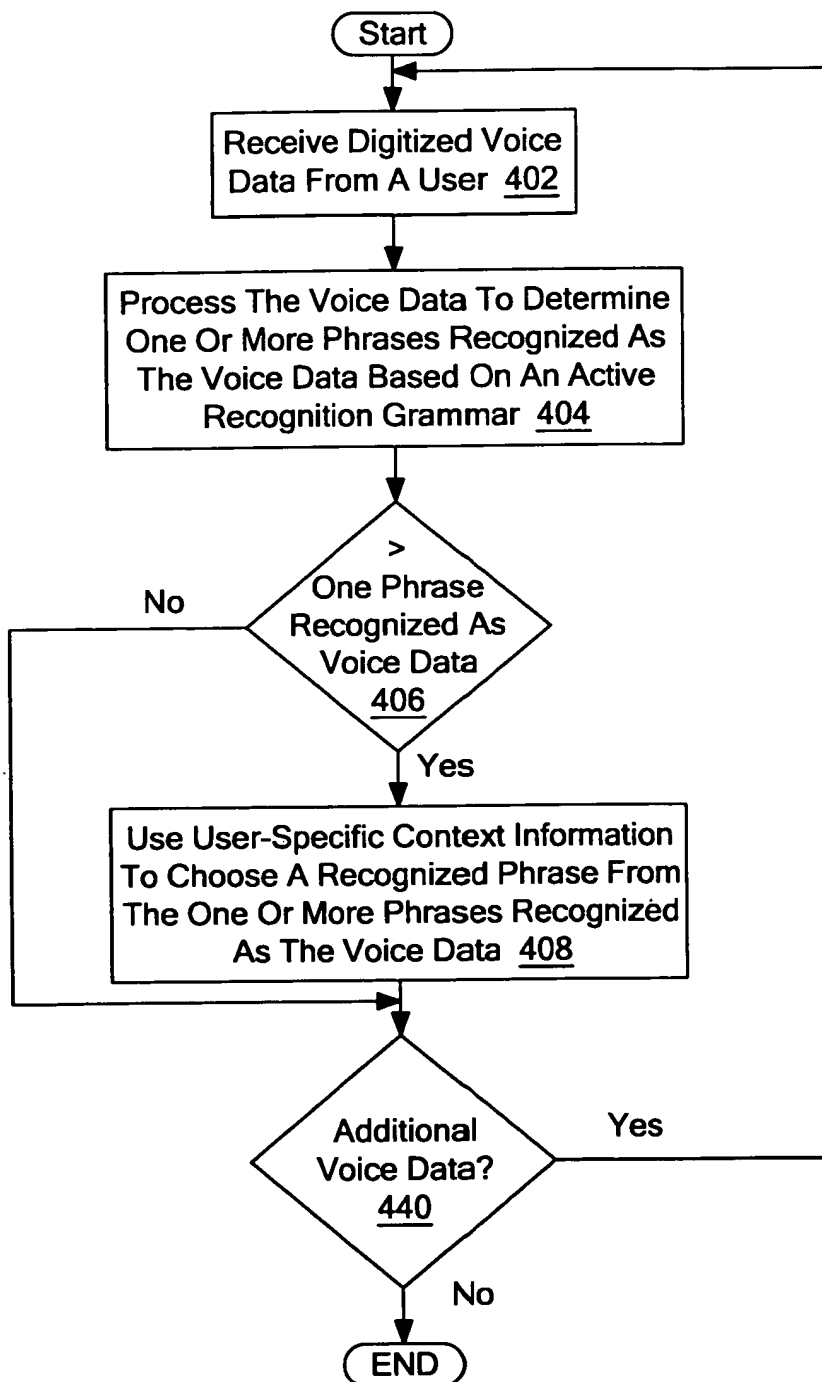 Start
Receive Digitized Voice
Data From A User 402
Process The Voice Data To Determine
One Or More Phrases Recognized As
The Voice Data Based On An Active
Recognition Grammar 404
>
One Phrase
Recognized As
Voice Data
406
No
Yes
Use User-Specific Context Information
To Choose A Recognized Phrase From
The One Or More Phrases Recognized
As The Voice Data 408
Additional
Voice Data?
440
Yes
No
END